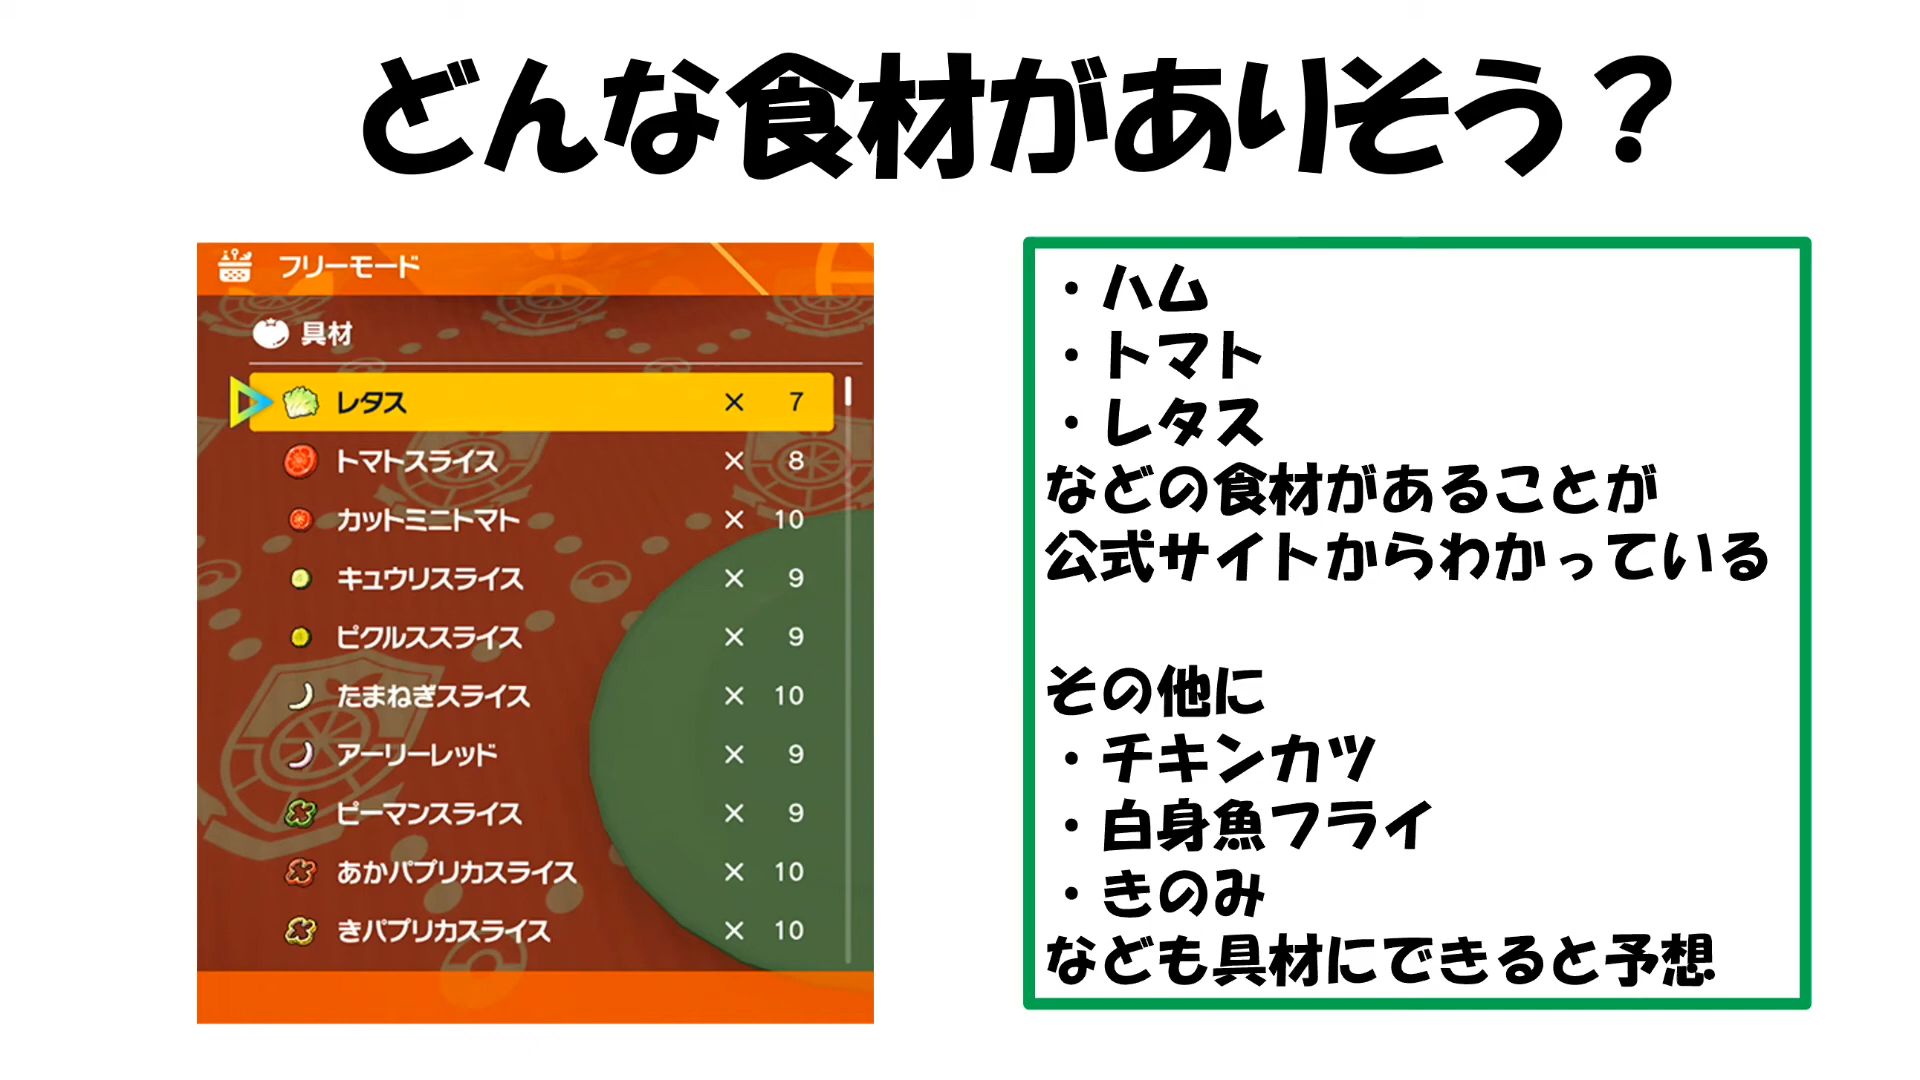 どんな食材がありそう？
フリーモード
具材
レタス × 7
トマトスライス × 8
カットミニトマト × 10
キュウリスライス × 9
ピクルススライス × 9
たまねぎスライス × 10
アーリーレッド × 9
ピーマンスライス × 9
あかパプリカスライス × 10
きパプリカスライス × 10
・ハム
・トマト
・レタス
などの食材があることが
公式サイトからわかっている
その他に
・チキンカツ
・白身魚フライ
・きのみ
なども具材にできると予想